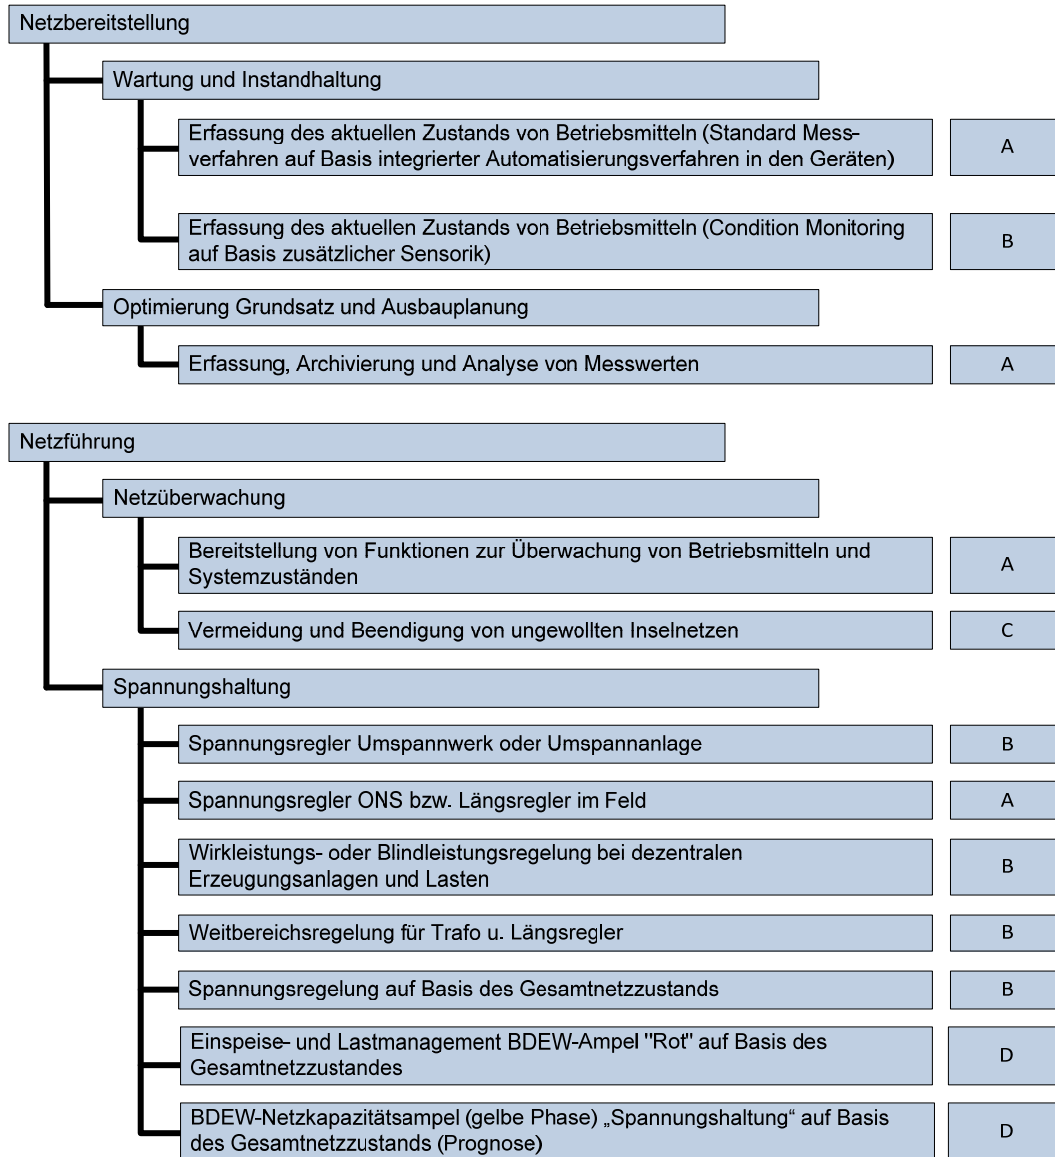 Netzbereitstellung
Wartung und Instandhaltung
Erfassung des aktuellen Zustands von Betriebsmitteln (Standard Mess-
verfahren auf Basis integrierter Automatisierungsverfahren in den Geräten)
A
Erfassung des aktuellen Zustands von Betriebsmitteln (Condition Monitoring
auf Basis zusätzlicher Sensorik)
B
Optimierung Grundsatz und Ausbauplanung
Erfassung, Archivierung und Analyse von Messwerten
A
Netzführung
Netzüberwachung
Bereitstellung von Funktionen zur Überwachung von Betriebsmitteln und
Systemzuständen
A
Vermeidung und Beendigung von ungewollten Inselnetzen
C
Spannungshaltung
Spannungsregler Umspannwerk oder Umspannanlage
B
Spannungsregler ONS bzw. Längsregler im Feld
A
Wirkleistungs- oder Blindleistungsregelung bei dezentralen
Erzeugungsanlagen und Lasten
B
Weitbereichsregelung für Trafo u. Längsregler
B
Spannungsregelung auf Basis des Gesamtnetzzustands
B
Einspeise- und Lastmanagement BDEW-Ampel "Rot" auf Basis des
Gesamtnetzzustandes
D
BDEW-Netzkapazitätsampel (gelbe Phase) „Spannungshaltung“ auf Basis
des Gesamtnetzzustands (Prognose)
D